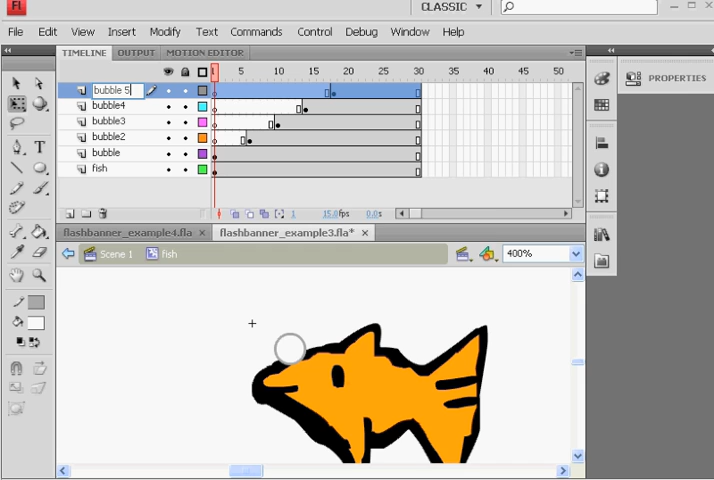 Fl
CLASSIC
File Edit View Insert Modify Text Commands Control Debug Window Help
TIMELINE OUTPUT MOTION EDITOR
PROPERTIES
1 5 10 15 20 25 30 35 40 45 50
bubble 5
bubble4
bubble3
bubble2
bubble
fish
1 15.0fps 0.0s
flashbanner_example4.fla × flashbanner_example3.fla* ×
Scene 1 fish 400%